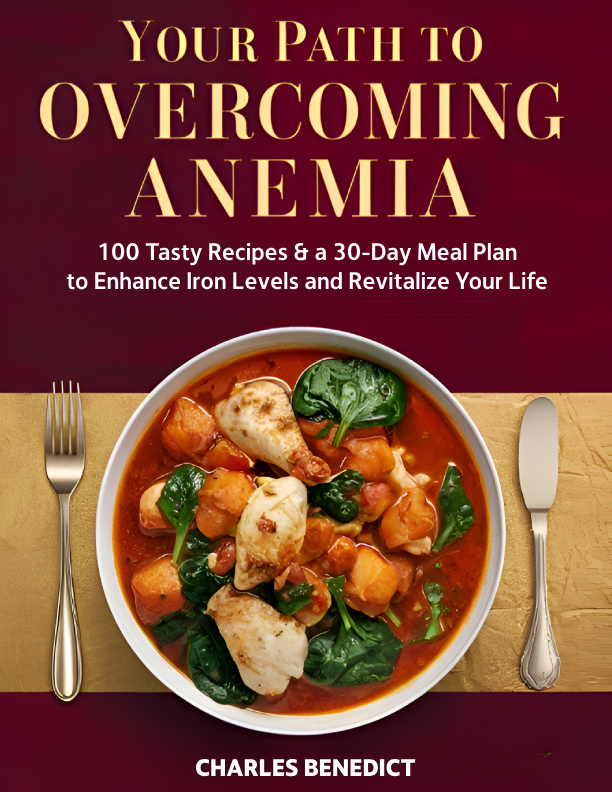 YOUR PATH TO
OVERCOMING
ANEMIA
100 Tasty Recipes & a 30-Day Meal Plan
to Enhance Iron Levels and Revitalize Your Life
CHARLES BENEDICT